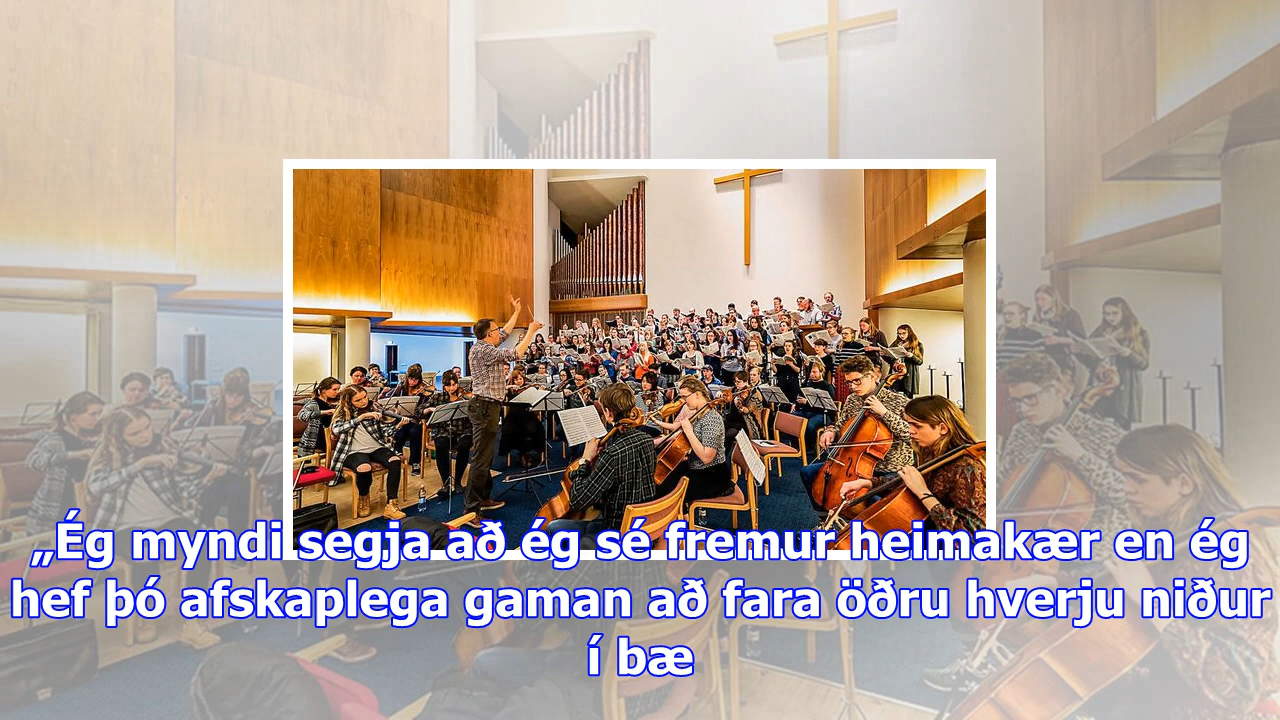 „Ég myndi segja að ég sé fremur heimakær en ég
hef þó afskaplega gaman að fara öðru hverju niður
í bæ